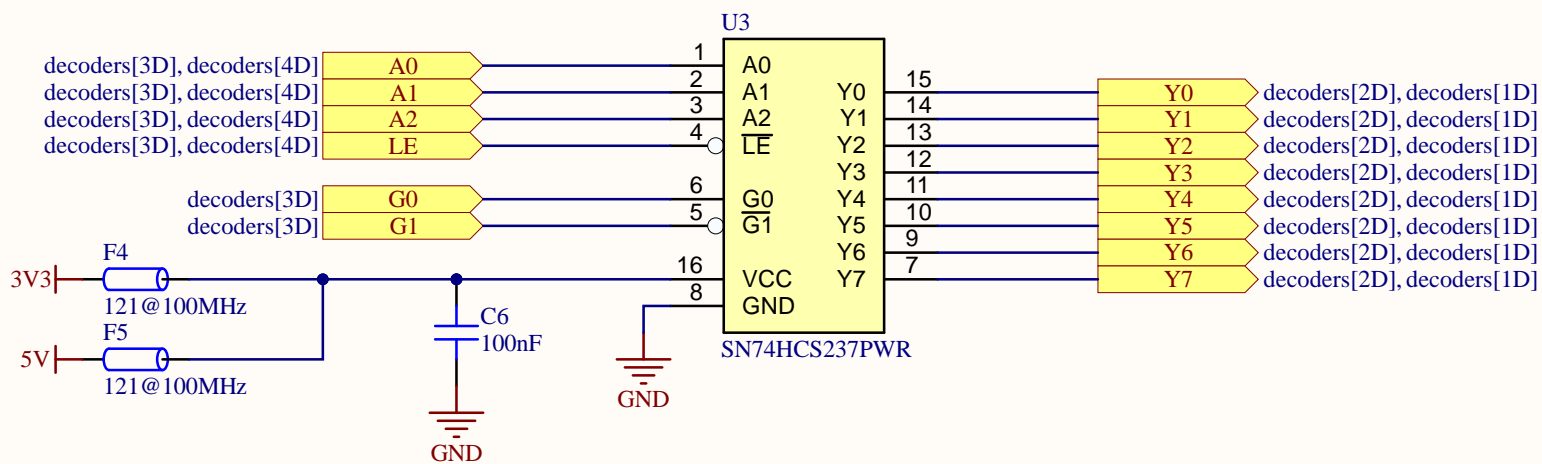 U3
decoders[3D], decoders[4D] A0 1 A0
decoders[3D], decoders[4D] A1 2 A1
decoders[3D], decoders[4D] A2 3 A2
decoders[3D], decoders[4D] LE 4 LE
decoders[3D] G0 6 G0
decoders[3D] G1 5 G1
Y0 15 Y0 decoders[2D], decoders[1D]
Y1 14 Y1 decoders[2D], decoders[1D]
Y2 13 Y2 decoders[2D], decoders[1D]
Y3 12 Y3 decoders[2D], decoders[1D]
Y4 11 Y4 decoders[2D], decoders[1D]
Y5 10 Y5 decoders[2D], decoders[1D]
Y6 9 Y6 decoders[2D], decoders[1D]
Y7 7 Y7 decoders[2D], decoders[1D]
F4
3V3 16 VCC
121@100MHz
8 GND
F5
5V
121@100MHz
C6
100nF
GND
GND
SN74HCS237PWR